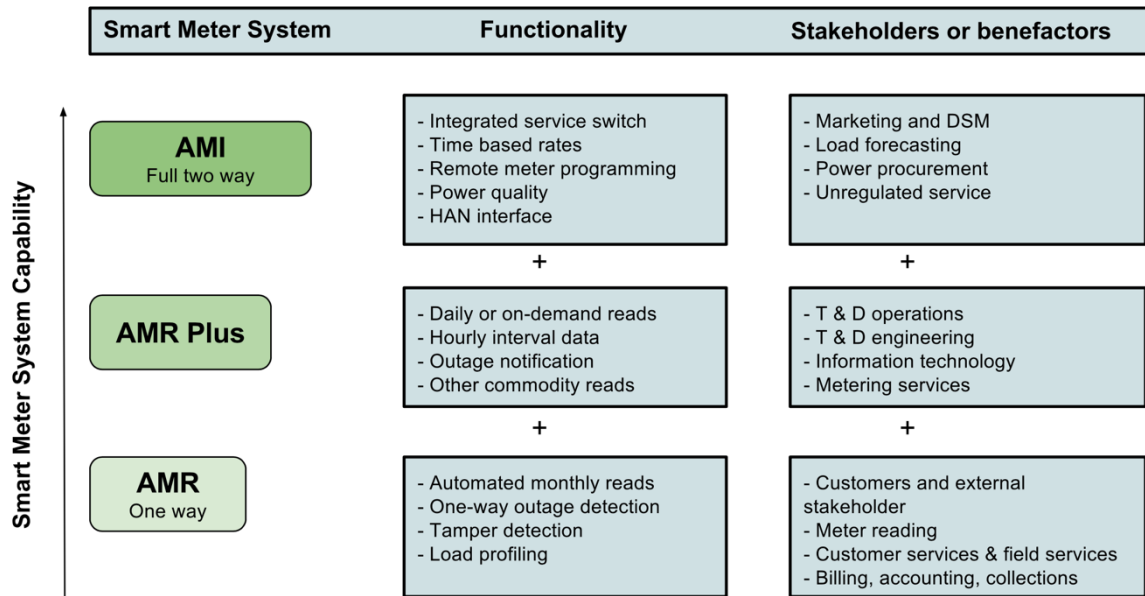 Smart Meter System
Functionality
Stakeholders or benefactors
Smart Meter System Capability
AMI
Full two way
- Integrated service switch
- Time based rates
- Remote meter programming
- Power quality
- HAN interface
- Marketing and DSM
- Load forecasting
- Power procurement
- Unregulated service
+
+
AMR Plus
- Daily or on-demand reads
- Hourly interval data
- Outage notification
- Other commodity reads
- T & D operations
- T & D engineering
- Information technology
- Metering services
+
+
AMR
One way
- Automated monthly reads
- One-way outage detection
- Tamper detection
- Load profiling
- Customers and external
stakeholder
- Meter reading
- Customer services & field services
- Billing, accounting, collections